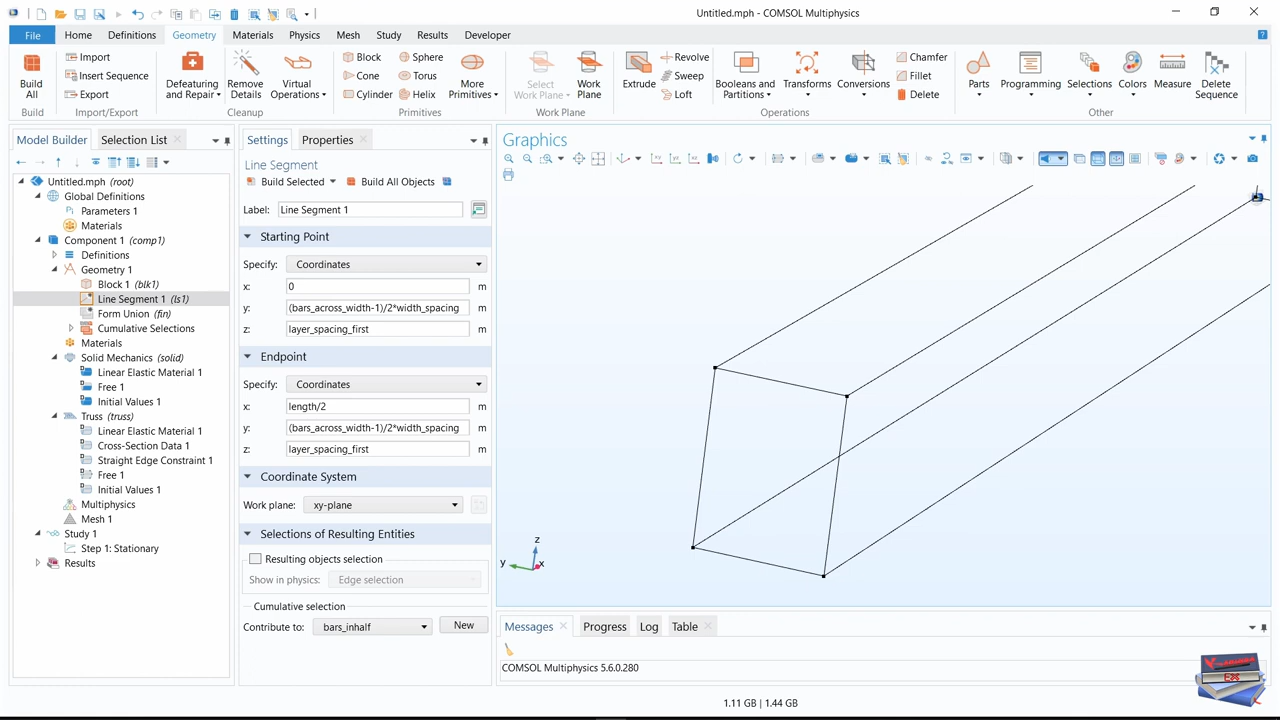 Untitled.mph - COMSOL Multiphysics
File Home Definitions Geometry Materials Physics Mesh Study Results Developer
Build All
Build
Import
Insert Sequence
Export
Import/Export
Defeaturing and Repair
Remove Details
Virtual Operations
Cleanup
Block
Cone
Cylinder
Sphere
Torus
Helix
More Primitives
Primitives
Select Work Plane
Work Plane
Work Plane
Extrude
Revolve
Sweep
Loft
Booleans and Partitions
Transforms
Conversions
Chamfer
Fillet
Delete
Operations
Parts
Programming
Selections
Colors
Measure
Delete Sequence
Other
Model Builder
Selection List
Untitled.mph (root)
Global Definitions
Parameters 1
Materials
Component 1 (comp1)
Definitions
Geometry 1
Block 1 (blk1)
Line Segment 1 (ls1)
Form Union (fin)
Cumulative Selections
Materials
Solid Mechanics (solid)
Linear Elastic Material 1
Free 1
Initial Values 1
Truss (truss)
Linear Elastic Material 1
Cross-Section Data 1
Straight Edge Constraint 1
Free 1
Initial Values 1
Multiphysics
Mesh 1
Study 1
Step 1: Stationary
Results
Settings
Properties
Line Segment
Build Selected
Build All Objects
Label: Line Segment 1
Starting Point
Specify: Coordinates
x: 0 m
y: (bars_across_width-1)/2*width_spacing m
z: layer_spacing_first m
Endpoint
Specify: Coordinates
x: length/2 m
y: (bars_across_width-1)/2*width_spacing m
z: layer_spacing_first m
Coordinate System
Work plane: xy-plane
Selections of Resulting Entities
Resulting objects selection
Show in physics: Edge selection
Cumulative selection
Contribute to: bars_inhalf New
Graphics
z
y
x
Messages Progress Log Table
COMSOL Multiphysics 5.6.0.280
1.11 GB | 1.44 GB